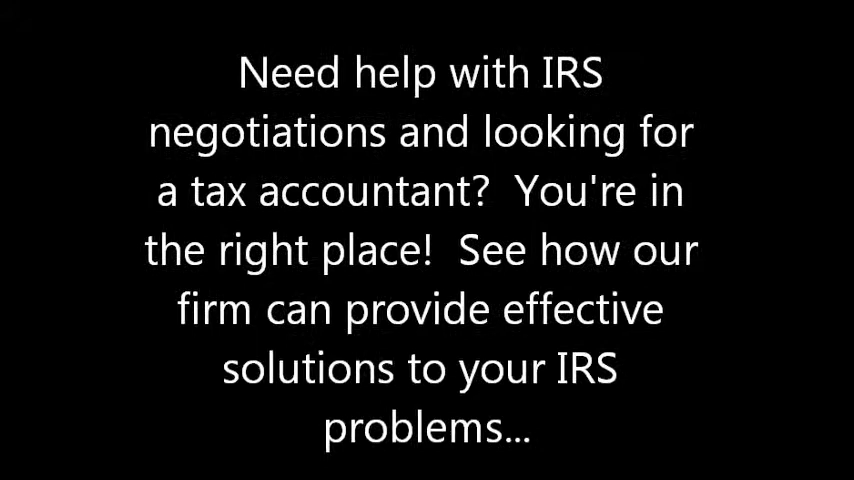 Need help with IRS
negotiations and looking for
a tax accountant?  You're in
the right place!  See how our
firm can provide effective
solutions to your IRS
problems...